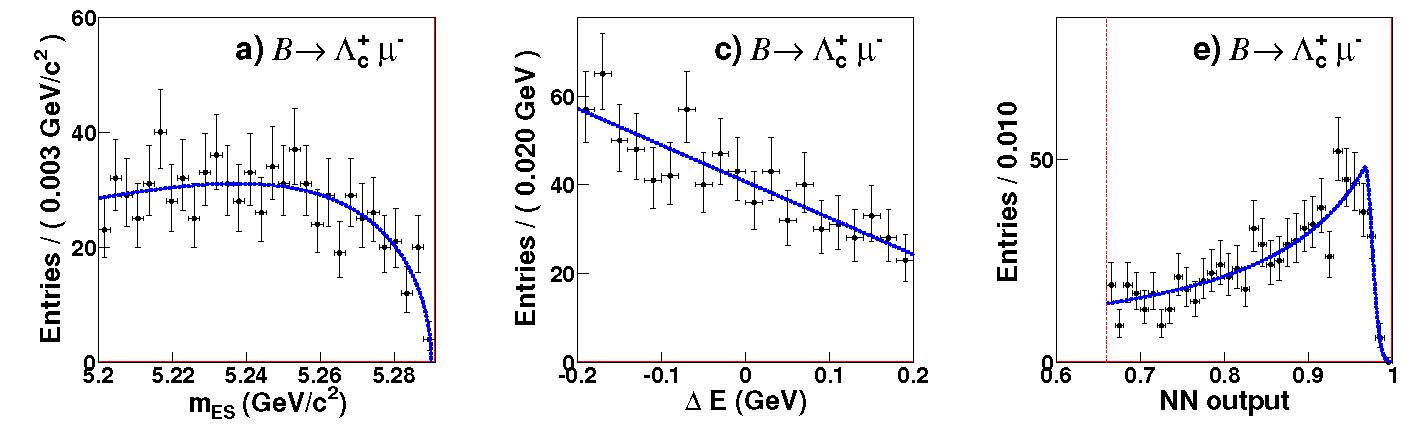 a) B→ Λc+ μ-
Entries / ( 0.003 GeV/c2 )
60
40
20
0
5.2 5.22 5.24 5.26 5.28
mES (GeV/c2)
c) B→ Λc+ μ-
Entries / ( 0.020 GeV )
60
40
20
0
-0.2 -0.1 0 0.1 0.2
Δ E (GeV)
e) B→ Λc+ μ-
Entries / 0.010
50
0
0.6 0.7 0.8 0.9 1
NN output